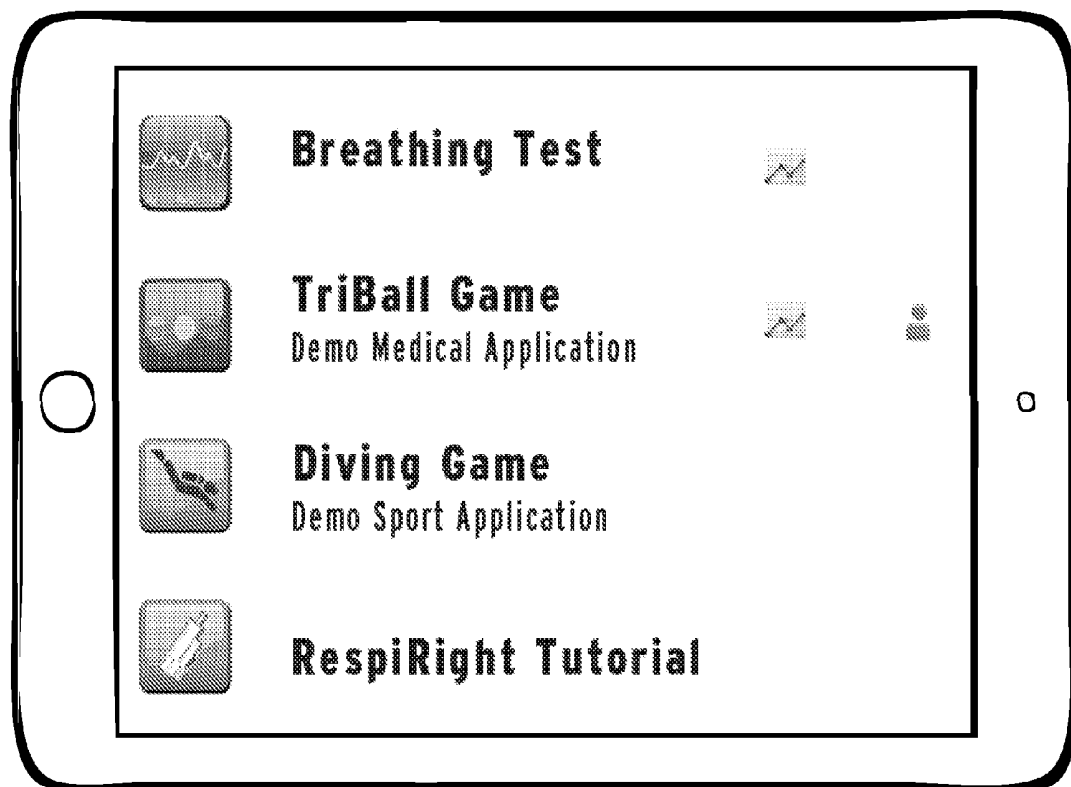 Breathing Test
TriBall Game
Demo Medical Application
Diving Game
Demo Sport Application
RespiRight Tutorial